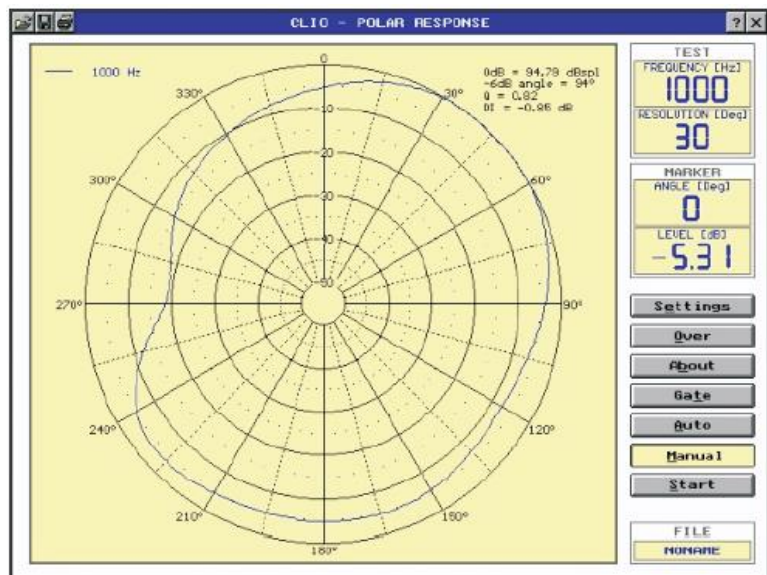 CLIO - POLAR RESPONSE
? ×
1000 Hz
0dB = 94.79 dBspl
-6dB angle = 94°
Q = 0.82
DI = -0.86 dB
0
30°
60°
90°
120°
150°
180°
210°
240°
270°
300°
330°
-10
-20
-30
-40
-50
TEST
FREQUENCY [Hz]
1000
RESOLUTION [Deg]
30
MARKER
ANGLE [Deg]
0
LEVEL [dB]
-5.31
Settings
Over
About
Gate
Auto
Manual
Start
FILE
NONAME